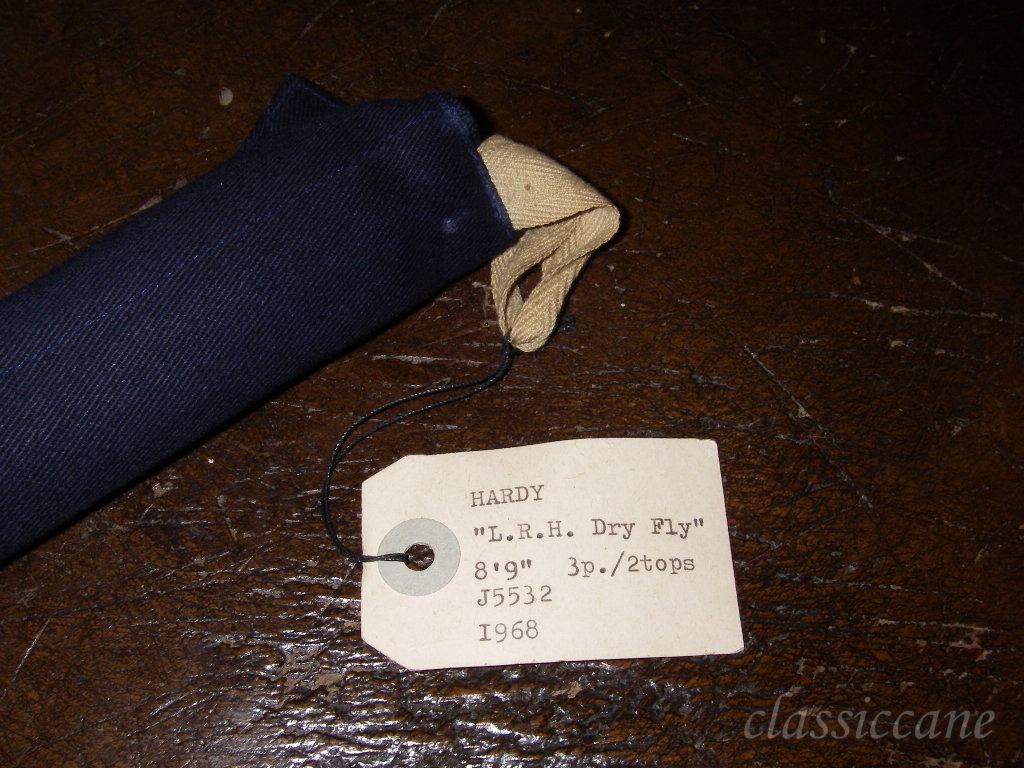 HARDY
"L.R.H. Dry Fly"
8'9" 3p./2tops
J5532
I968
classiccane